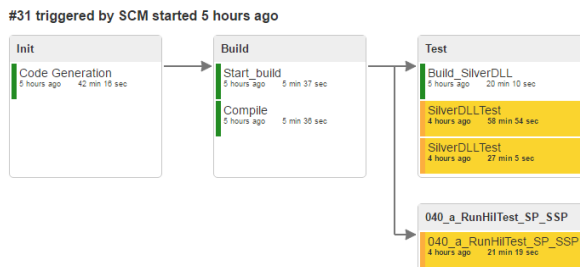 #31 triggered by SCM started 5 hours ago
Init
Code Generation
5 hours ago 42 min 16 sec
Build
Start_build
5 hours ago 5 min 37 sec
Compile
5 hours ago 5 min 36 sec
Test
Build_SilverDLL
5 hours ago 20 min 10 sec
SilverDLLTest
4 hours ago 58 min 54 sec
SilverDLLTest
4 hours ago 27 min 5 sec
040_a_RunHilTest_SP_SSP
040_a_RunHilTest_SP_SSP
4 hours ago 21 min 19 sec